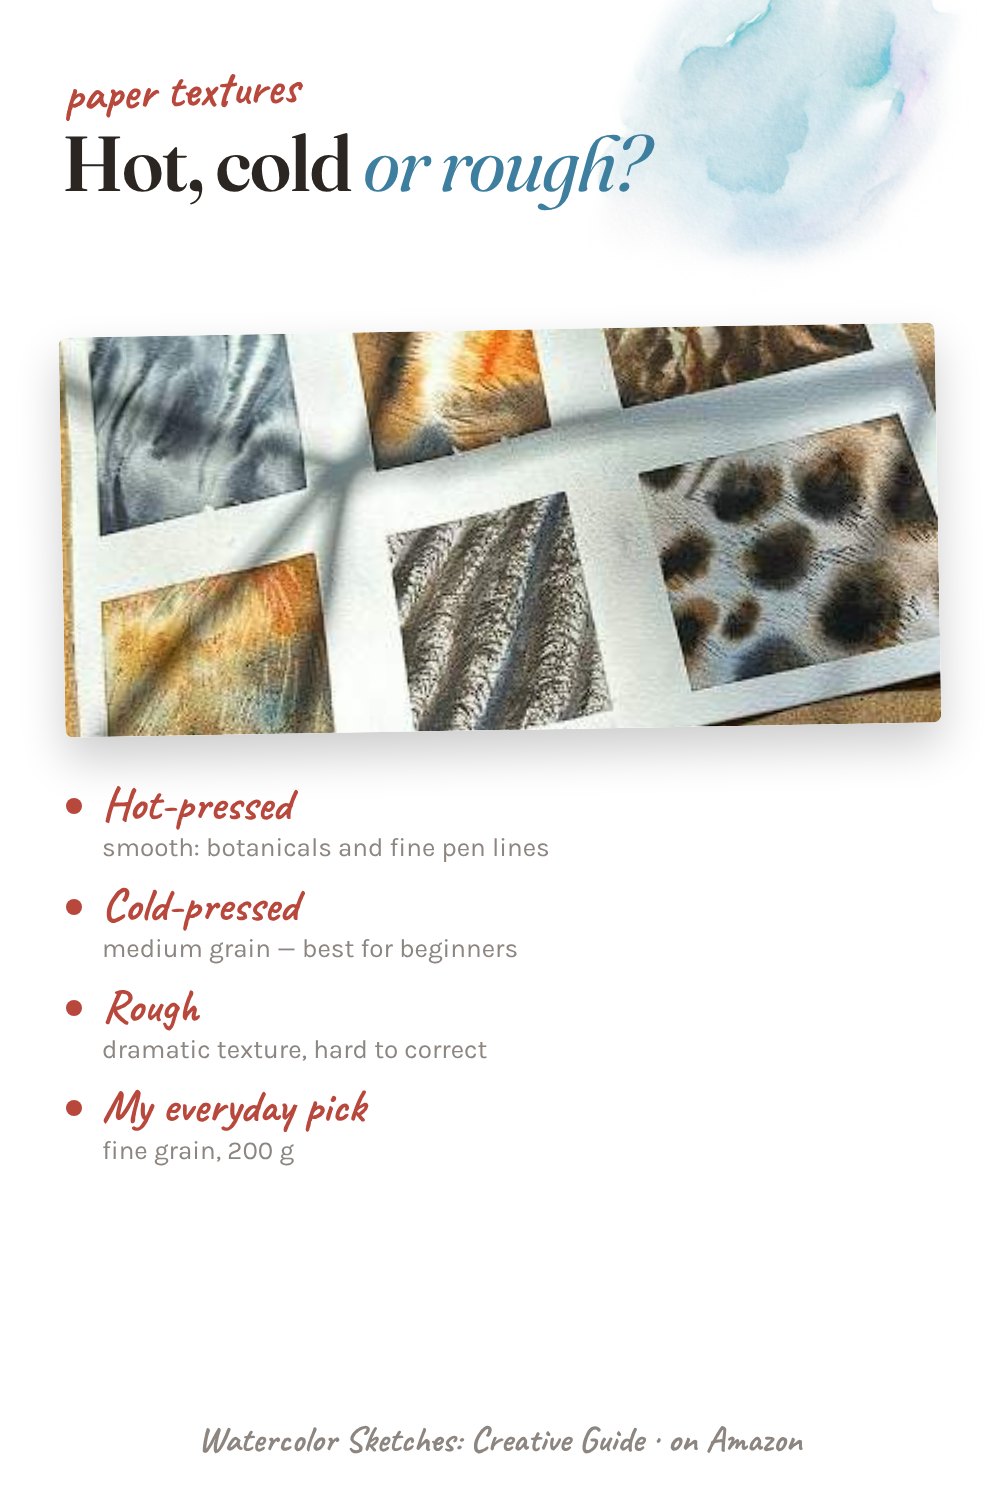 paper textures
Hot, cold or rough?
Hot-pressed
smooth: botanicals and fine pen lines
Cold-pressed
medium grain – best for beginners
Rough
dramatic texture, hard to correct
My everyday pick
fine grain, 200 g
Watercolor Sketches: Creative Guide · on Amazon